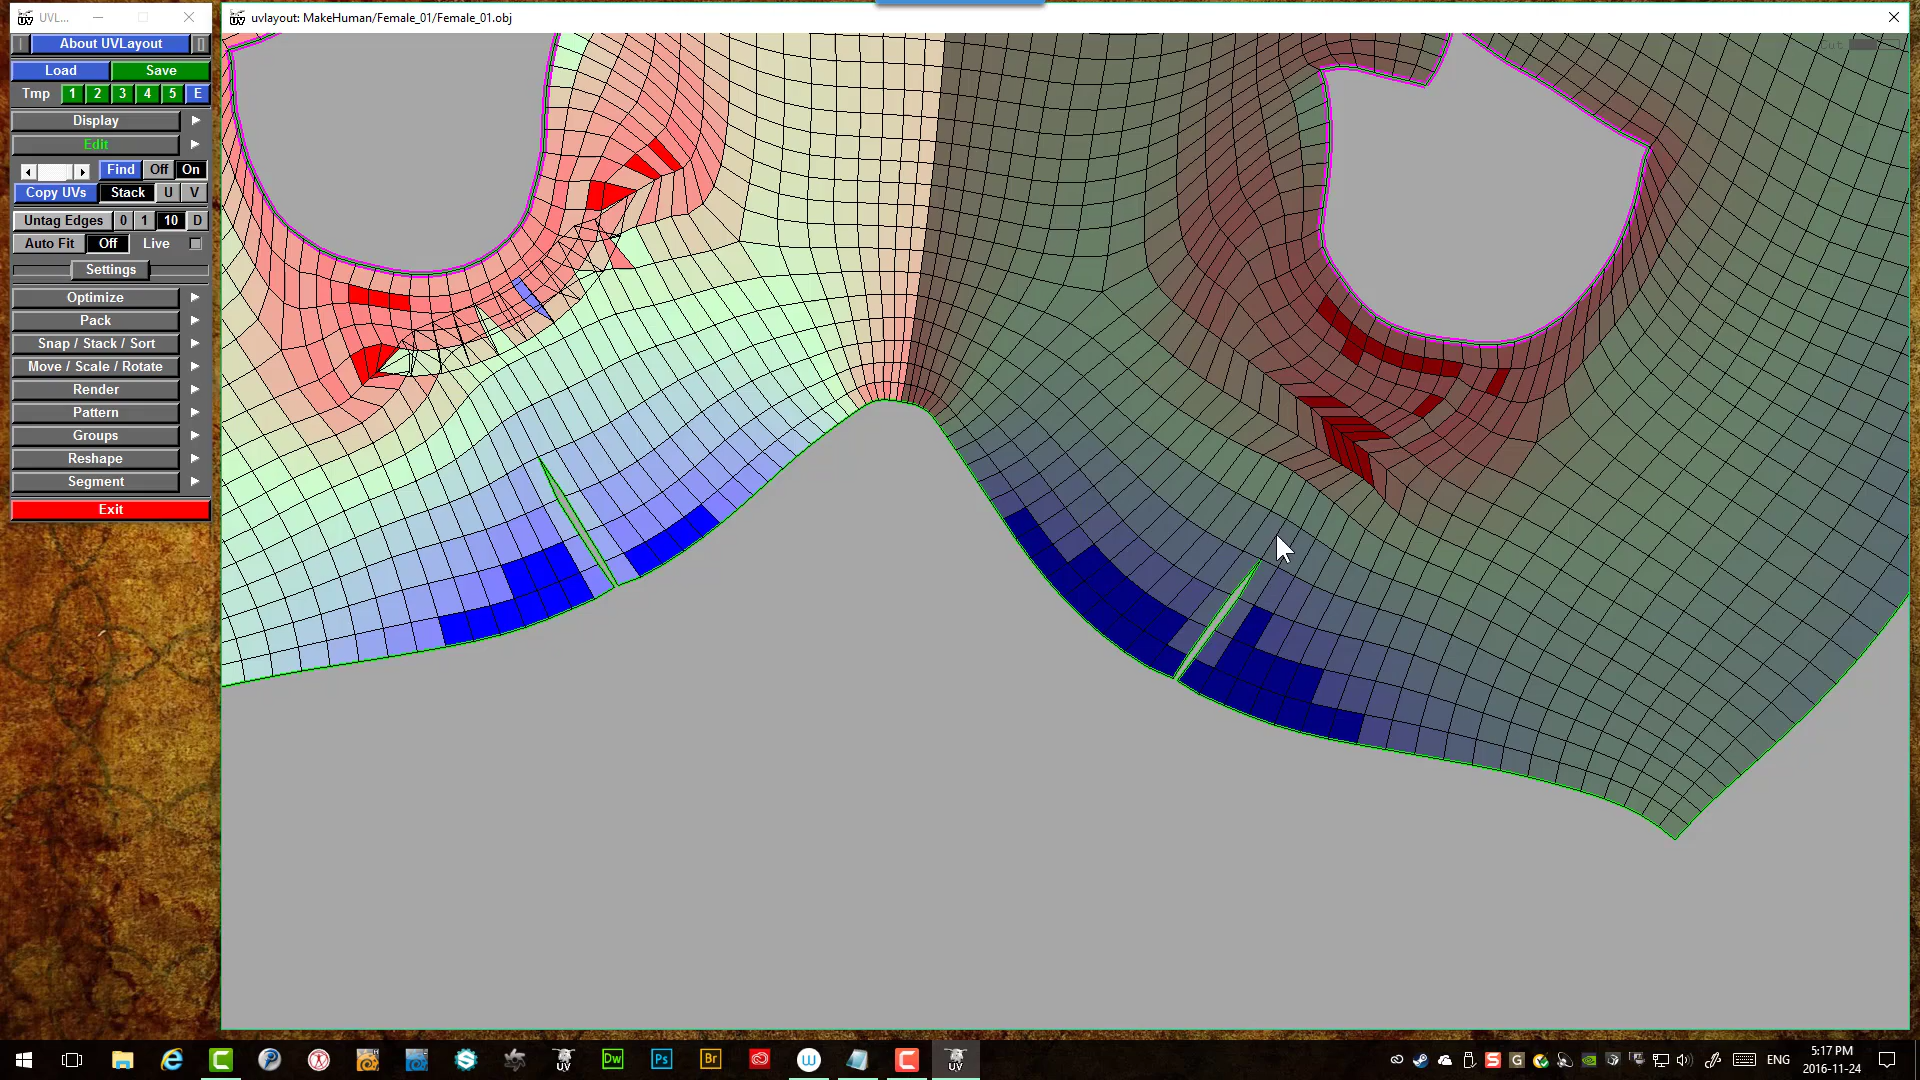 UVL...
uvlayout: MakeHuman/Female_01/Female_01.obj
About UVLayout
Load Save
Tmp 1 2 3 4 5 E
Display
Edit
Find Off On
Copy UVs Stack U V
Untag Edges 0 1 10 D
Auto Fit Off Live
Settings
Optimize
Pack
Snap / Stack / Sort
Move / Scale / Rotate
Render
Pattern
Groups
Reshape
Segment
Exit
Cut
UV Dw Ps Br W UV
ENG
5:17 PM
2016-11-24